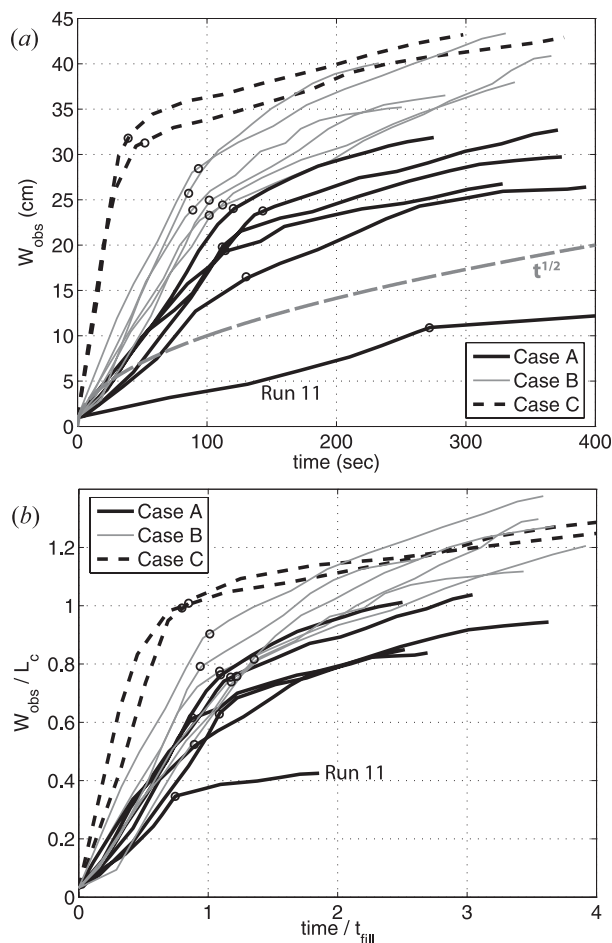 (a)
45
40
35
30
25
20
15
10
5
0
W_obs (cm)
t^1/2
Run 11
Case A
Case B
Case C
0 100 200 300 400
time (sec)
(b)
Case A
Case B
Case C
1.2
1
0.8
0.6
0.4
0.2
0
W_obs / L_c
Run 11
0 1 2 3 4
time / t_fill